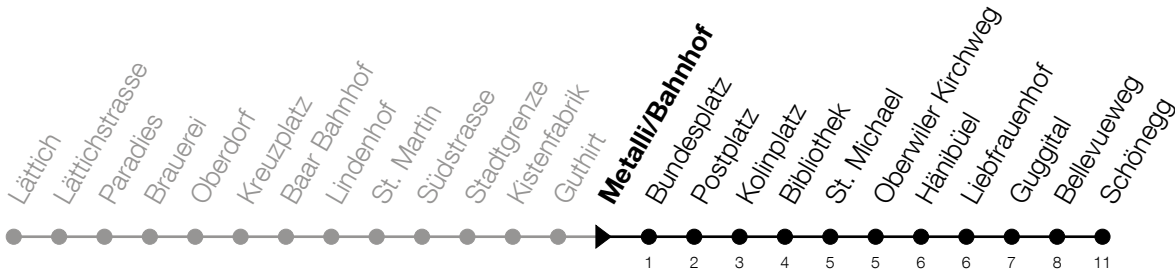 Lättich
Lättichstrasse
Paradies
Brauerei
Oberdorf
Kreuzplatz
Baar Bahnhof
Lindenhof
St. Martin
Südstrasse
Stadtgrenze
Kistenfabrik
Guthirt
Metalli/Bahnhof
Bundesplatz
Postplatz
Kolinplatz
Bibliothek
St. Michael
Oberwiler Kirchweg
Hänibüel
Liebfrauenhof
Guggital
Bellevueweg
Schönegg
1 2 3 4 5 5 6 6 7 8 11